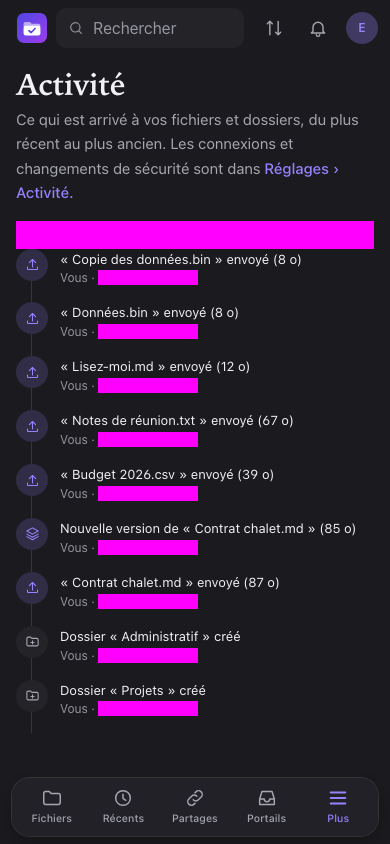 Rechercher
E
Activité
Ce qui est arrivé à vos fichiers et dossiers, du plus
récent au plus ancien. Les connexions et
changements de sécurité sont dans Réglages ›
Activité.
« Copie des données.bin » envoyé (8 o)
Vous ·
« Données.bin » envoyé (8 o)
Vous ·
« Lisez-moi.md » envoyé (12 o)
Vous ·
« Notes de réunion.txt » envoyé (67 o)
Vous ·
« Budget 2026.csv » envoyé (39 o)
Vous ·
Nouvelle version de « Contrat chalet.md » (85 o)
Vous ·
« Contrat chalet.md » envoyé (87 o)
Vous ·
Dossier « Administratif » créé
Vous ·
Dossier « Projets » créé
Vous ·
Fichiers
Récents
Partages
Portails
Plus